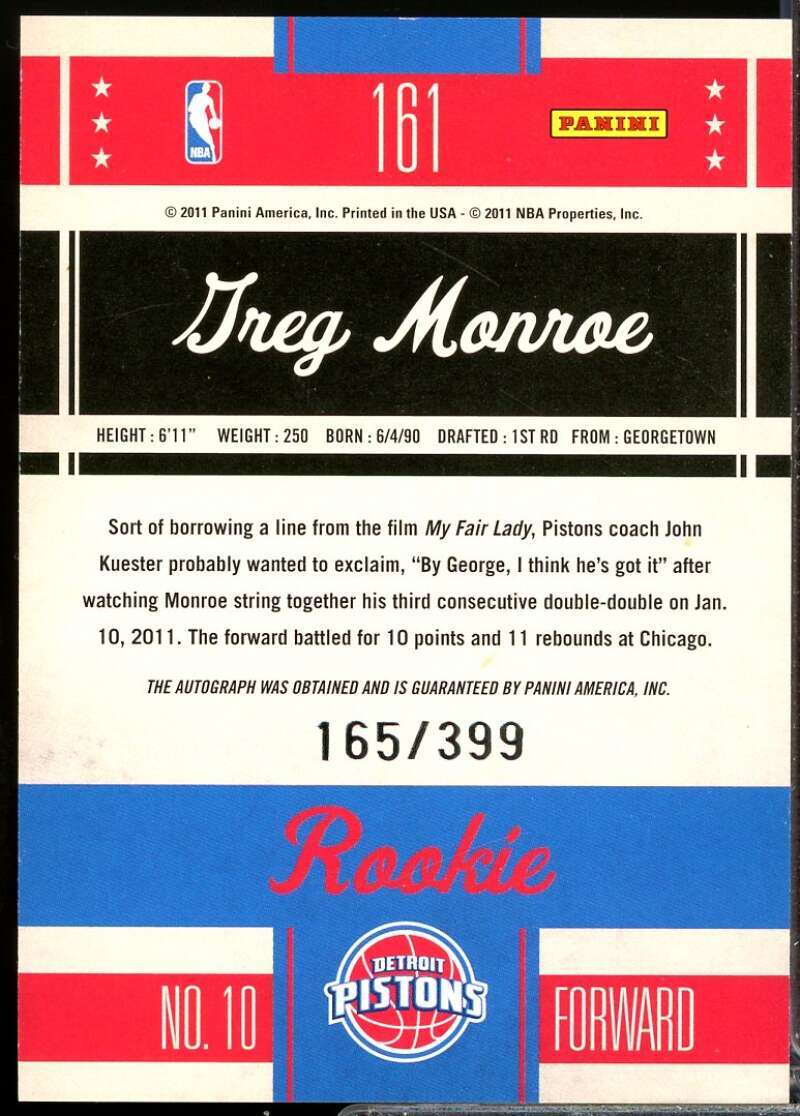 NBA
161
PANINI
© 2011 Panini America, Inc. Printed in the USA - © 2011 NBA Properties, Inc.
Greg Monroe
HEIGHT : 6'11” WEIGHT : 250 BORN : 6/4/90 DRAFTED : 1ST RD FROM : GEORGETOWN
Sort of borrowing a line from the film My Fair Lady, Pistons coach John
Kuester probably wanted to exclaim, “By George, I think he’s got it” after
watching Monroe string together his third consecutive double-double on Jan.
10, 2011. The forward battled for 10 points and 11 rebounds at Chicago.
THE AUTOGRAPH WAS OBTAINED AND IS GUARANTEED BY PANINI AMERICA, INC.
165/399
Rookie
DETROIT
PISTONS
NO. 10
FORWARD